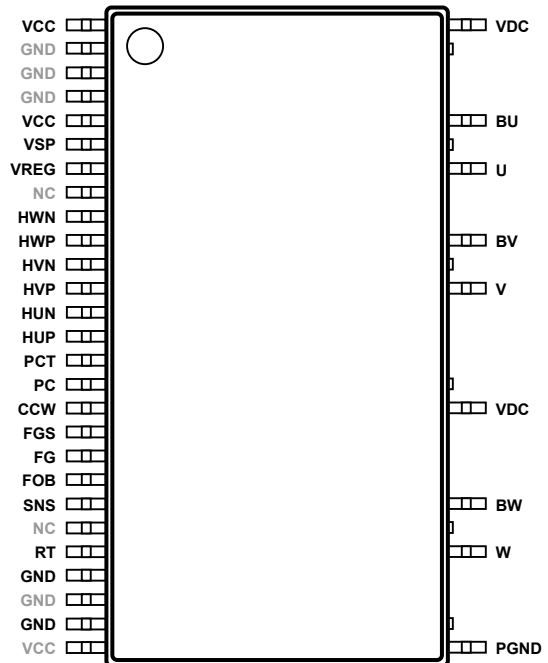 VCC
GND
GND
GND
VCC
VSP
VREG
NC
HWN
HWP
HVN
HVP
HUN
HUP
PCT
PC
CCW
FGS
FG
FOB
SNS
NC
RT
GND
GND
GND
VCC
VDC
BU
U
BV
V
VDC
BW
W
PGND